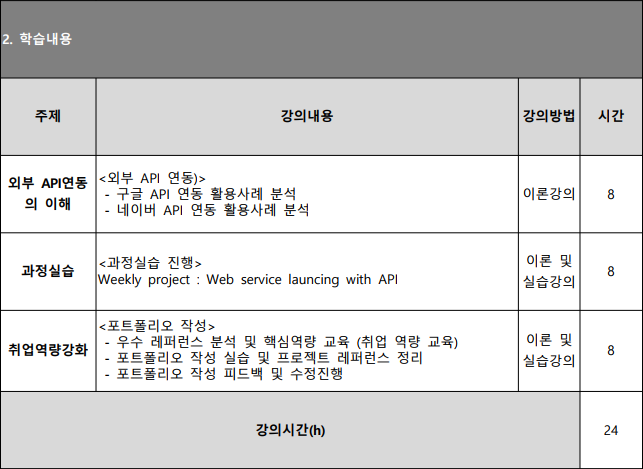 2. 학습내용
주제 강의내용 강의방법 시간
외부 API연동
의 이해
<외부 API 연동)>
- 구글 API 연동 활용사례 분석
- 네이버 API 연동 활용사례 분석
이론강의
8
과정실습
<과정실습 진행>
Weekly project : Web service launcing with API
이론 및
실습강의
8
취업역량강화
<포트폴리오 작성>
- 우수 레퍼런스 분석 및 핵심역량 교육 (취업 역량 교육)
- 포트폴리오 작성 실습 및 프로젝트 레퍼런스 정리
- 포트폴리오 작성 피드백 및 수정진행
이론 및
실습강의
8
강의시간(h) 24